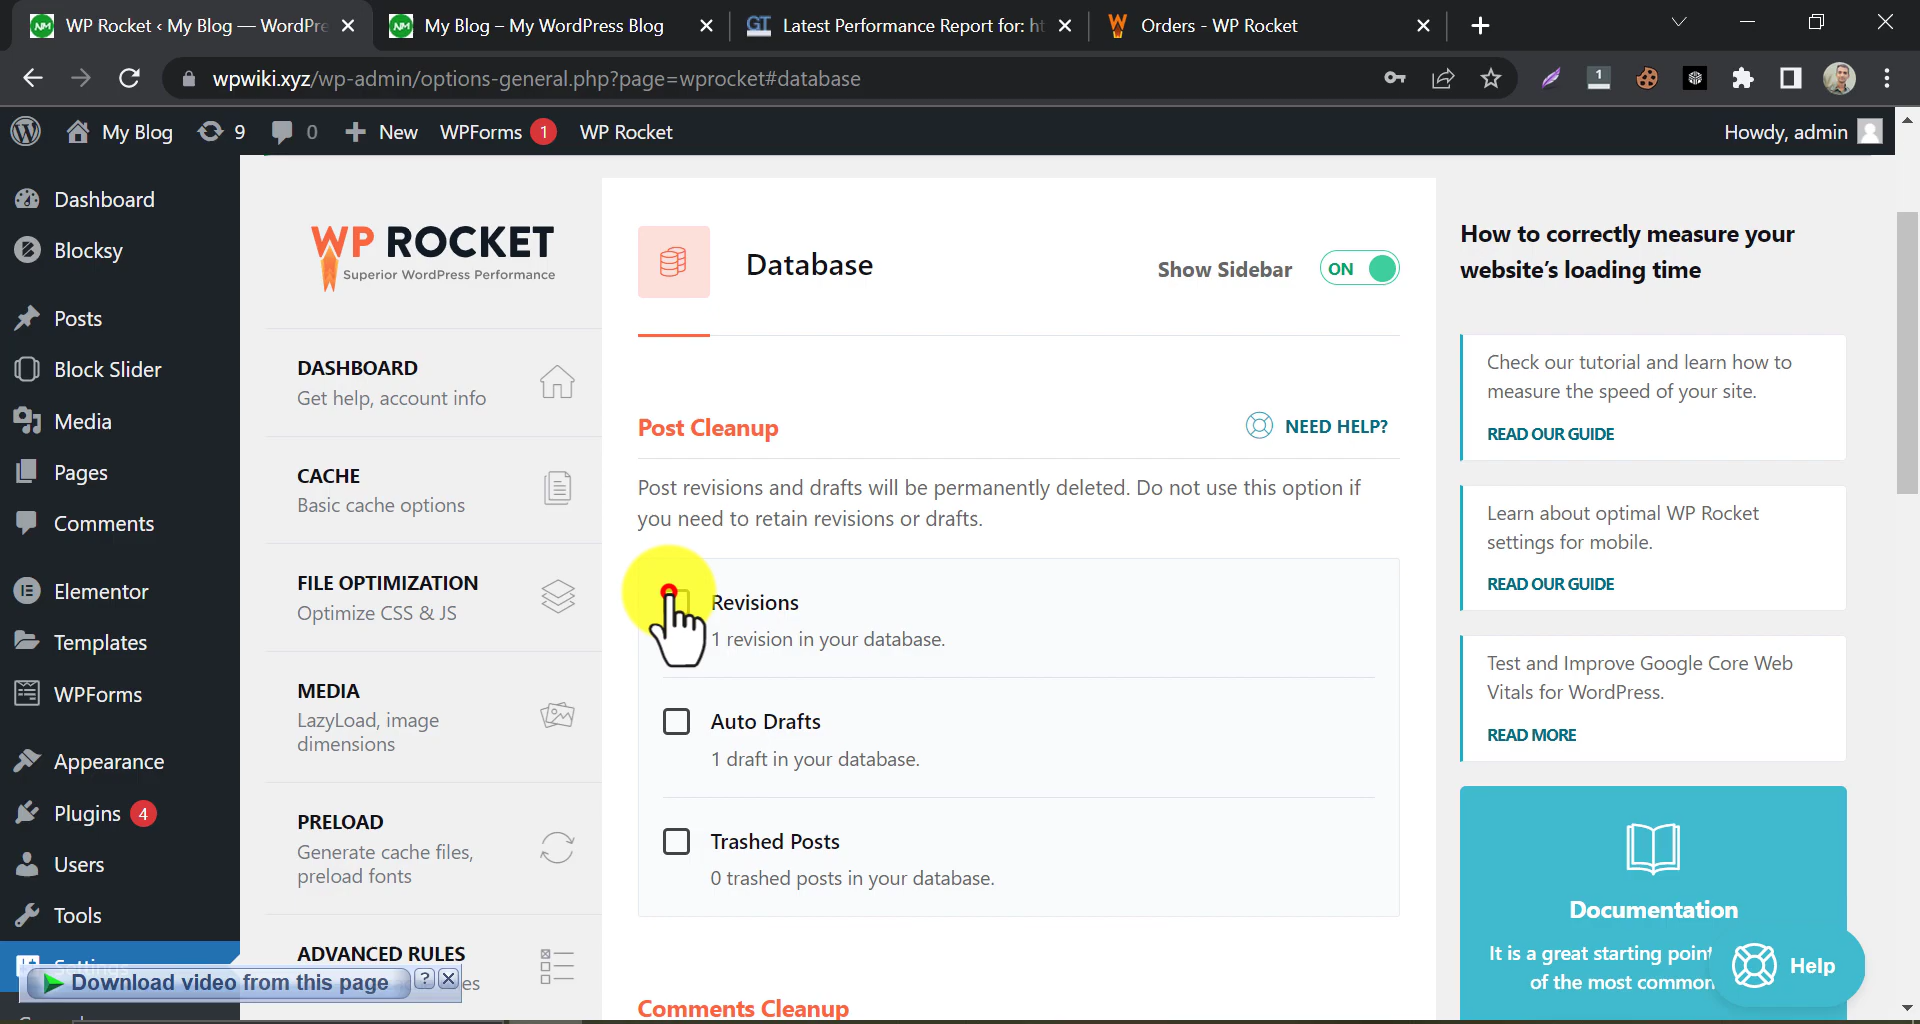 WP Rocket ‹ My Blog — WordPre
My Blog – My WordPress Blog
GT
Latest Performance Report for: ht
Orders - WP Rocket
wpwiki.xyz/wp-admin/options-general.php?page=wprocket#database
1
My Blog
9
0
New
WPForms 1
WP Rocket
Howdy, admin
Dashboard
Blocksy
Posts
Block Slider
Media
Pages
Comments
Elementor
Templates
WPForms
Appearance
Plugins 4
Users
Tools
Settings
Download video from this page
?
WP ROCKET
Superior WordPress Performance
DASHBOARD
Get help, account info
CACHE
Basic cache options
FILE OPTIMIZATION
Optimize CSS & JS
MEDIA
LazyLoad, image
dimensions
PRELOAD
Generate cache files,
preload fonts
ADVANCED RULES
es
Database
Show Sidebar
ON
Post Cleanup
NEED HELP?
Post revisions and drafts will be permanently deleted. Do not use this option if
you need to retain revisions or drafts.
Revisions
1 revision in your database.
Auto Drafts
1 draft in your database.
Trashed Posts
0 trashed posts in your database.
Comments Cleanup
How to correctly measure your
website’s loading time
Check our tutorial and learn how to
measure the speed of your site.
READ OUR GUIDE
Learn about optimal WP Rocket
settings for mobile.
READ OUR GUIDE
Test and Improve Google Core Web
Vitals for WordPress.
READ MORE
Documentation
It is a great starting point
of the most common
Help